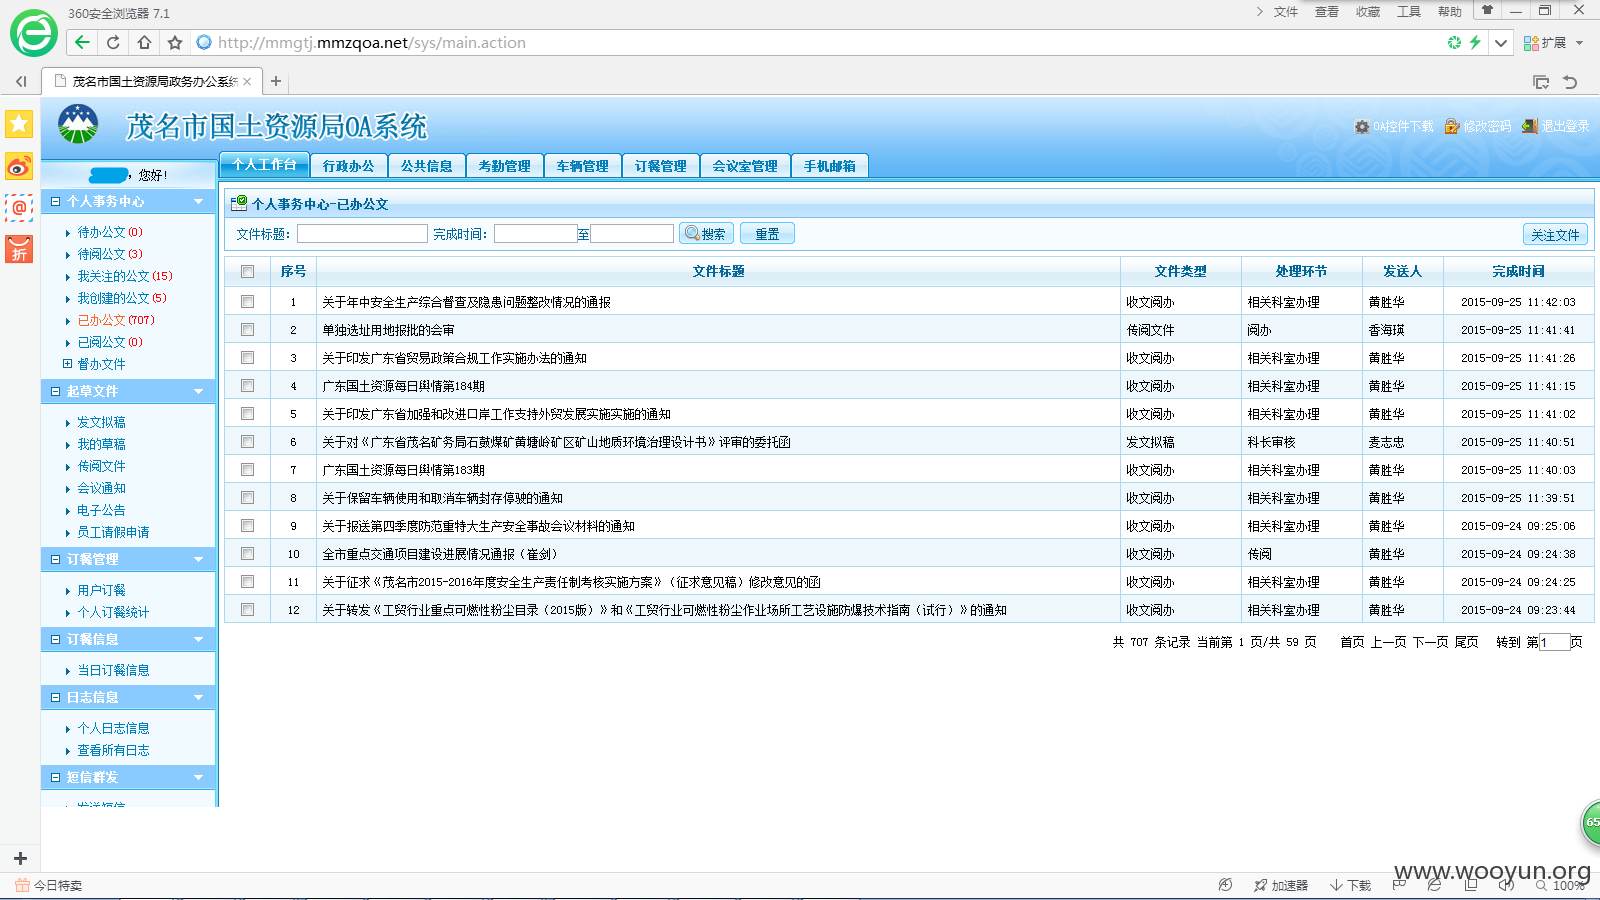 360安全浏览器 7.1
文件 查看 收藏 工具 帮助
http://mmgtj.mmzqoa.net/sys/main.action
扩展
茂名市国土资源局政务办公系统
茂名市国土资源局OA系统
OA控件下载 修改密码 退出登录
，您好!
个人工作台 行政办公 公共信息 考勤管理 车辆管理 订餐管理 会议室管理 手机邮箱
个人事务中心
待办公文(0)
待阅公文(3)
我关注的公文(15)
我创建的公文(5)
已办公文(707)
已阅公文(0)
督办文件
起草文件
发文拟稿
我的草稿
传阅文件
会议通知
电子公告
员工请假申请
订餐管理
用户订餐
个人订餐统计
订餐信息
当日订餐信息
日志信息
个人日志信息
查看所有日志
短信群发
发送短信
个人事务中心-已办公文
文件标题： 完成时间： 至 搜索 重置 关注文件
序号 文件标题 文件类型 处理环节 发送人 完成时间
1 关于年中安全生产综合督查及隐患问题整改情况的通报 收文阅办 相关科室办理 黄胜华 2015-09-25 11:42:03
2 单独选址用地报批的会审 传阅文件 阅办 香海瑛 2015-09-25 11:41:41
3 关于印发广东省贸易政策合规工作实施办法的通知 收文阅办 相关科室办理 黄胜华 2015-09-25 11:41:26
4 广东国土资源每日舆情第184期 收文阅办 相关科室办理 黄胜华 2015-09-25 11:41:15
5 关于印发广东省加强和改进口岸工作支持外贸发展实施实施的通知 收文阅办 相关科室办理 黄胜华 2015-09-25 11:41:02
6 关于对《广东省茂名矿务局石鼓煤矿黄塘岭矿区矿山地质环境治理设计书》评审的委托函 发文拟稿 科长审核 麦志忠 2015-09-25 11:40:51
7 广东国土资源每日舆情第183期 收文阅办 相关科室办理 黄胜华 2015-09-25 11:40:03
8 关于保留车辆使用和取消车辆封存停驶的通知 收文阅办 相关科室办理 黄胜华 2015-09-25 11:39:51
9 关于报送第四季度防范重特大生产安全事故会议材料的通知 收文阅办 相关科室办理 黄胜华 2015-09-24 09:25:06
10 全市重点交通项目建设进展情况通报（崔剑） 收文阅办 传阅 黄胜华 2015-09-24 09:24:38
11 关于征求《茂名市2015-2016年度安全生产责任制考核实施方案》（征求意见稿）修改意见的函 收文阅办 相关科室办理 黄胜华 2015-09-24 09:24:25
12 关于转发《工贸行业重点可燃性粉尘目录（2015版）》和《工贸行业可燃性粉尘作业场所工艺设施防爆技术指南（试行）》的通知 收文阅办 相关科室办理 黄胜华 2015-09-24 09:23:44
共 707 条记录 当前第 1 页/共 59 页 首页 上一页 下一页 尾页 转到 第1页
65
www.wooyun.org
今日特卖 加速器 下载 100%